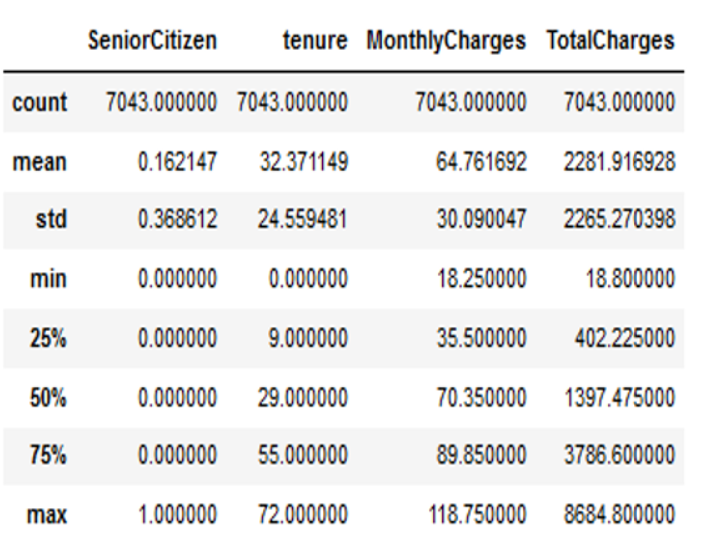 SeniorCitizen tenure MonthlyCharges TotalCharges
count 7043.000000 7043.000000 7043.000000 7043.000000
mean 0.162147 32.371149 64.761692 2281.916928
std 0.368612 24.559481 30.090047 2265.270398
min 0.000000 0.000000 18.250000 18.800000
25% 0.000000 9.000000 35.500000 402.225000
50% 0.000000 29.000000 70.350000 1397.475000
75% 0.000000 55.000000 89.850000 3786.600000
max 1.000000 72.000000 118.750000 8684.800000